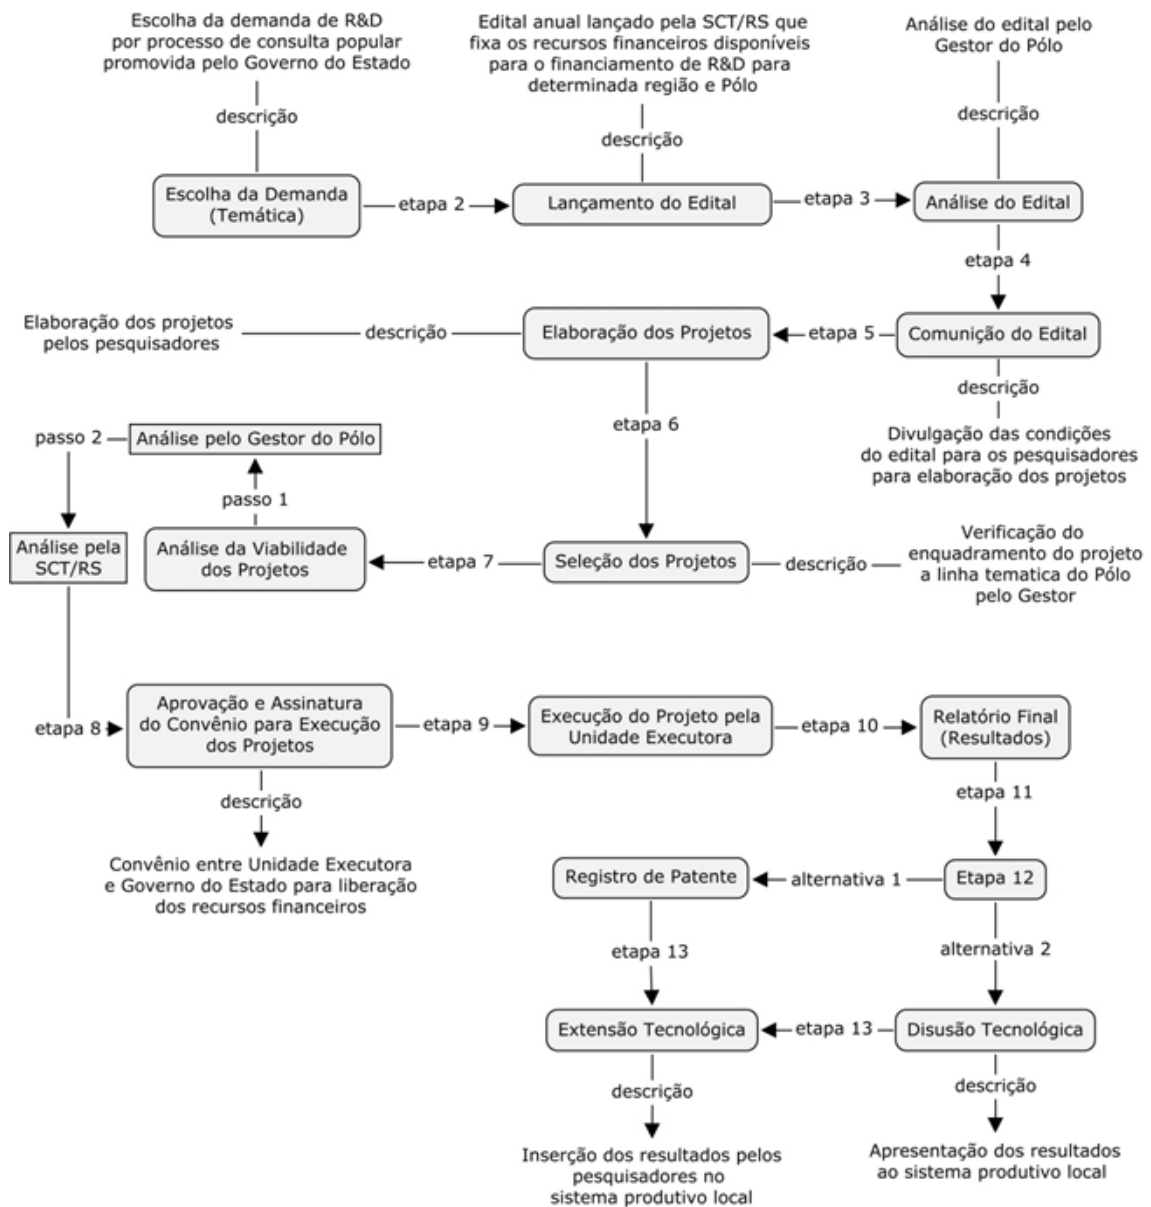 Escolha da demanda de R&D
por processo de consulta popular
promovida pelo Governo do Estado
Edital anual lançado pela SCT/RS que
fixa os recursos financeiros disponíveis
para o financiamento de R&D para
determinada região e Pólo
Análise do edital pelo
Gestor do Pólo
descrição
descrição
descrição
Escolha da Demanda
(Temática)
etapa 2
Lançamento do Edital
etapa 3
Análise do Edital
etapa 4
Elaboração dos projetos
pelos pesquisadores
descrição
Elaboração dos Projetos
etapa 5
Comunição do Edital
descrição
etapa 6
Divulgação das condições
do edital para os pesquisadores
para elaboração dos projetos
passo 2
Análise pelo Gestor do Pólo
passo 1
Análise pela
SCT/RS
Análise da Viabilidade
dos Projetos
etapa 7
Seleção dos Projetos
descrição
Verificação do
enquadramento do projeto
a linha tematica do Pólo
pelo Gestor
etapa 8
Aprovação e Assinatura
do Convênio para Execução
dos Projetos
etapa 9
Execução do Projeto pela
Unidade Executora
etapa 10
Relatório Final
(Resultados)
descrição
etapa 11
Convênio entre Unidade Executora
e Governo do Estado para liberação
dos recursos financeiros
Registro de Patente
alternativa 1
Etapa 12
etapa 13
alternativa 2
Extensão Tecnológica
etapa 13
Disusão Tecnológica
descrição
descrição
Inserção dos resultados pelos
pesquisadores no
sistema produtivo local
Apresentação dos resultados
ao sistema produtivo local